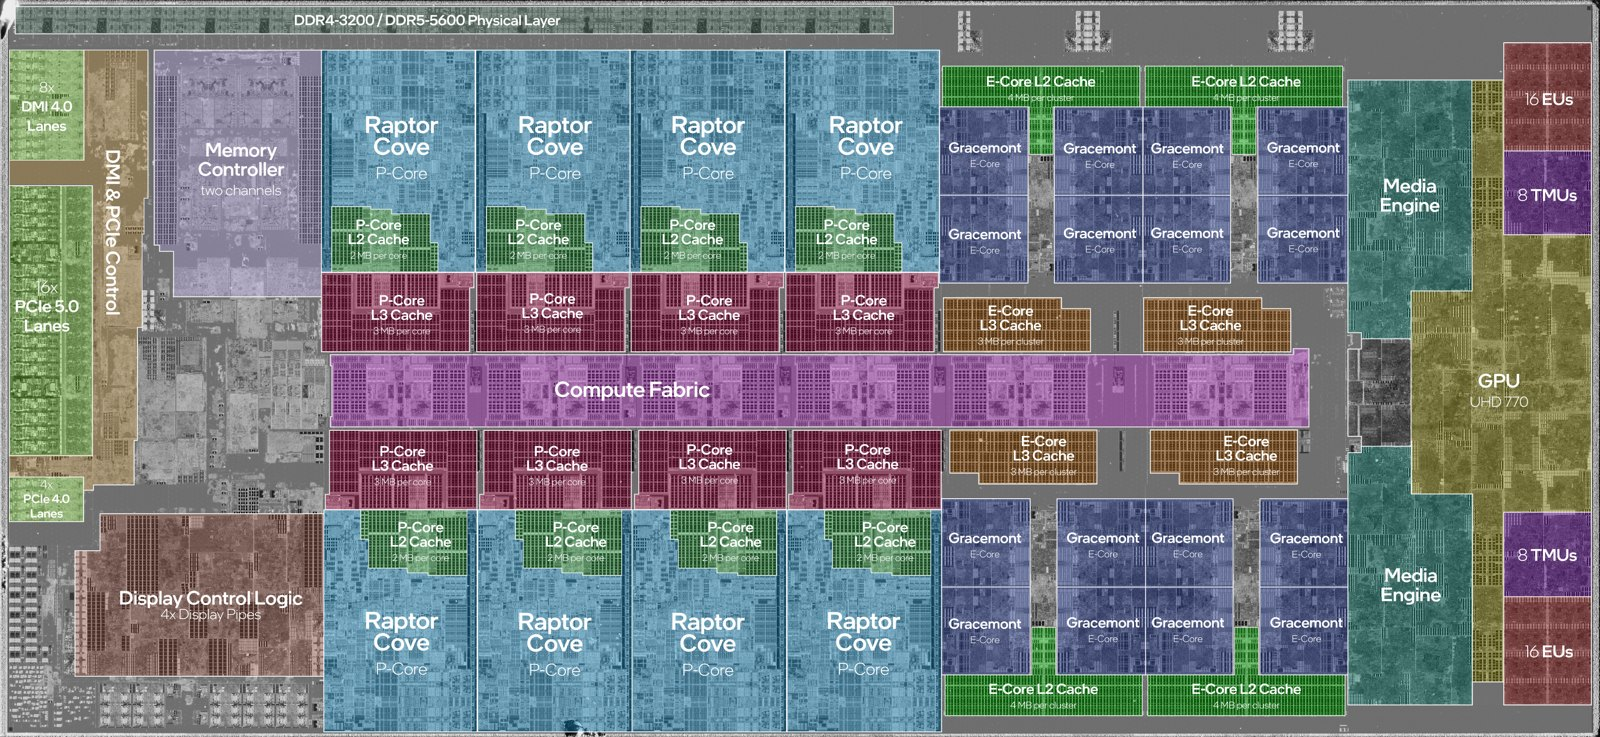 DDR4-3200 / DDR5-5600 Physical Layer
8x
DMI 4.0
Lanes
16x
PCIe 5.0
Lanes
4x
PCIe 4.0
Lanes
DMI & PCIe Control
Memory
Controller
two channels
Display Control Logic
4x Display Pipes
Raptor
Cove
P-Core
Raptor
Cove
P-Core
Raptor
Cove
P-Core
Raptor
Cove
P-Core
P-Core
L2 Cache
2 MB per core
P-Core
L2 Cache
2 MB per core
P-Core
L2 Cache
2 MB per core
P-Core
L2 Cache
2 MB per core
P-Core
L3 Cache
3 MB per core
P-Core
L3 Cache
3 MB per core
P-Core
L3 Cache
3 MB per core
P-Core
L3 Cache
3 MB per core
E-Core L2 Cache
4 MB per cluster
E-Core L2 Cache
4 MB per cluster
Gracemont
E-Core
Gracemont
E-Core
Gracemont
E-Core
Gracemont
E-Core
Gracemont
E-Core
Gracemont
E-Core
Gracemont
E-Core
Gracemont
E-Core
E-Core
L3 Cache
3 MB per cluster
E-Core
L3 Cache
3 MB per cluster
Compute Fabric
P-Core
L3 Cache
3 MB per core
P-Core
L3 Cache
3 MB per core
P-Core
L3 Cache
3 MB per core
P-Core
L3 Cache
3 MB per core
E-Core
L3 Cache
3 MB per cluster
E-Core
L3 Cache
3 MB per cluster
P-Core
L2 Cache
2 MB per core
P-Core
L2 Cache
2 MB per core
P-Core
L2 Cache
2 MB per core
P-Core
L2 Cache
2 MB per core
Raptor
Cove
P-Core
Raptor
Cove
P-Core
Raptor
Cove
P-Core
Raptor
Cove
P-Core
Gracemont
E-Core
Gracemont
E-Core
Gracemont
E-Core
Gracemont
E-Core
Gracemont
E-Core
Gracemont
E-Core
Gracemont
E-Core
Gracemont
E-Core
E-Core L2 Cache
4 MB per cluster
E-Core L2 Cache
4 MB per cluster
Media
Engine
Media
Engine
GPU
UHD 770
16 EUs
8 TMUs
8 TMUs
16 EUs